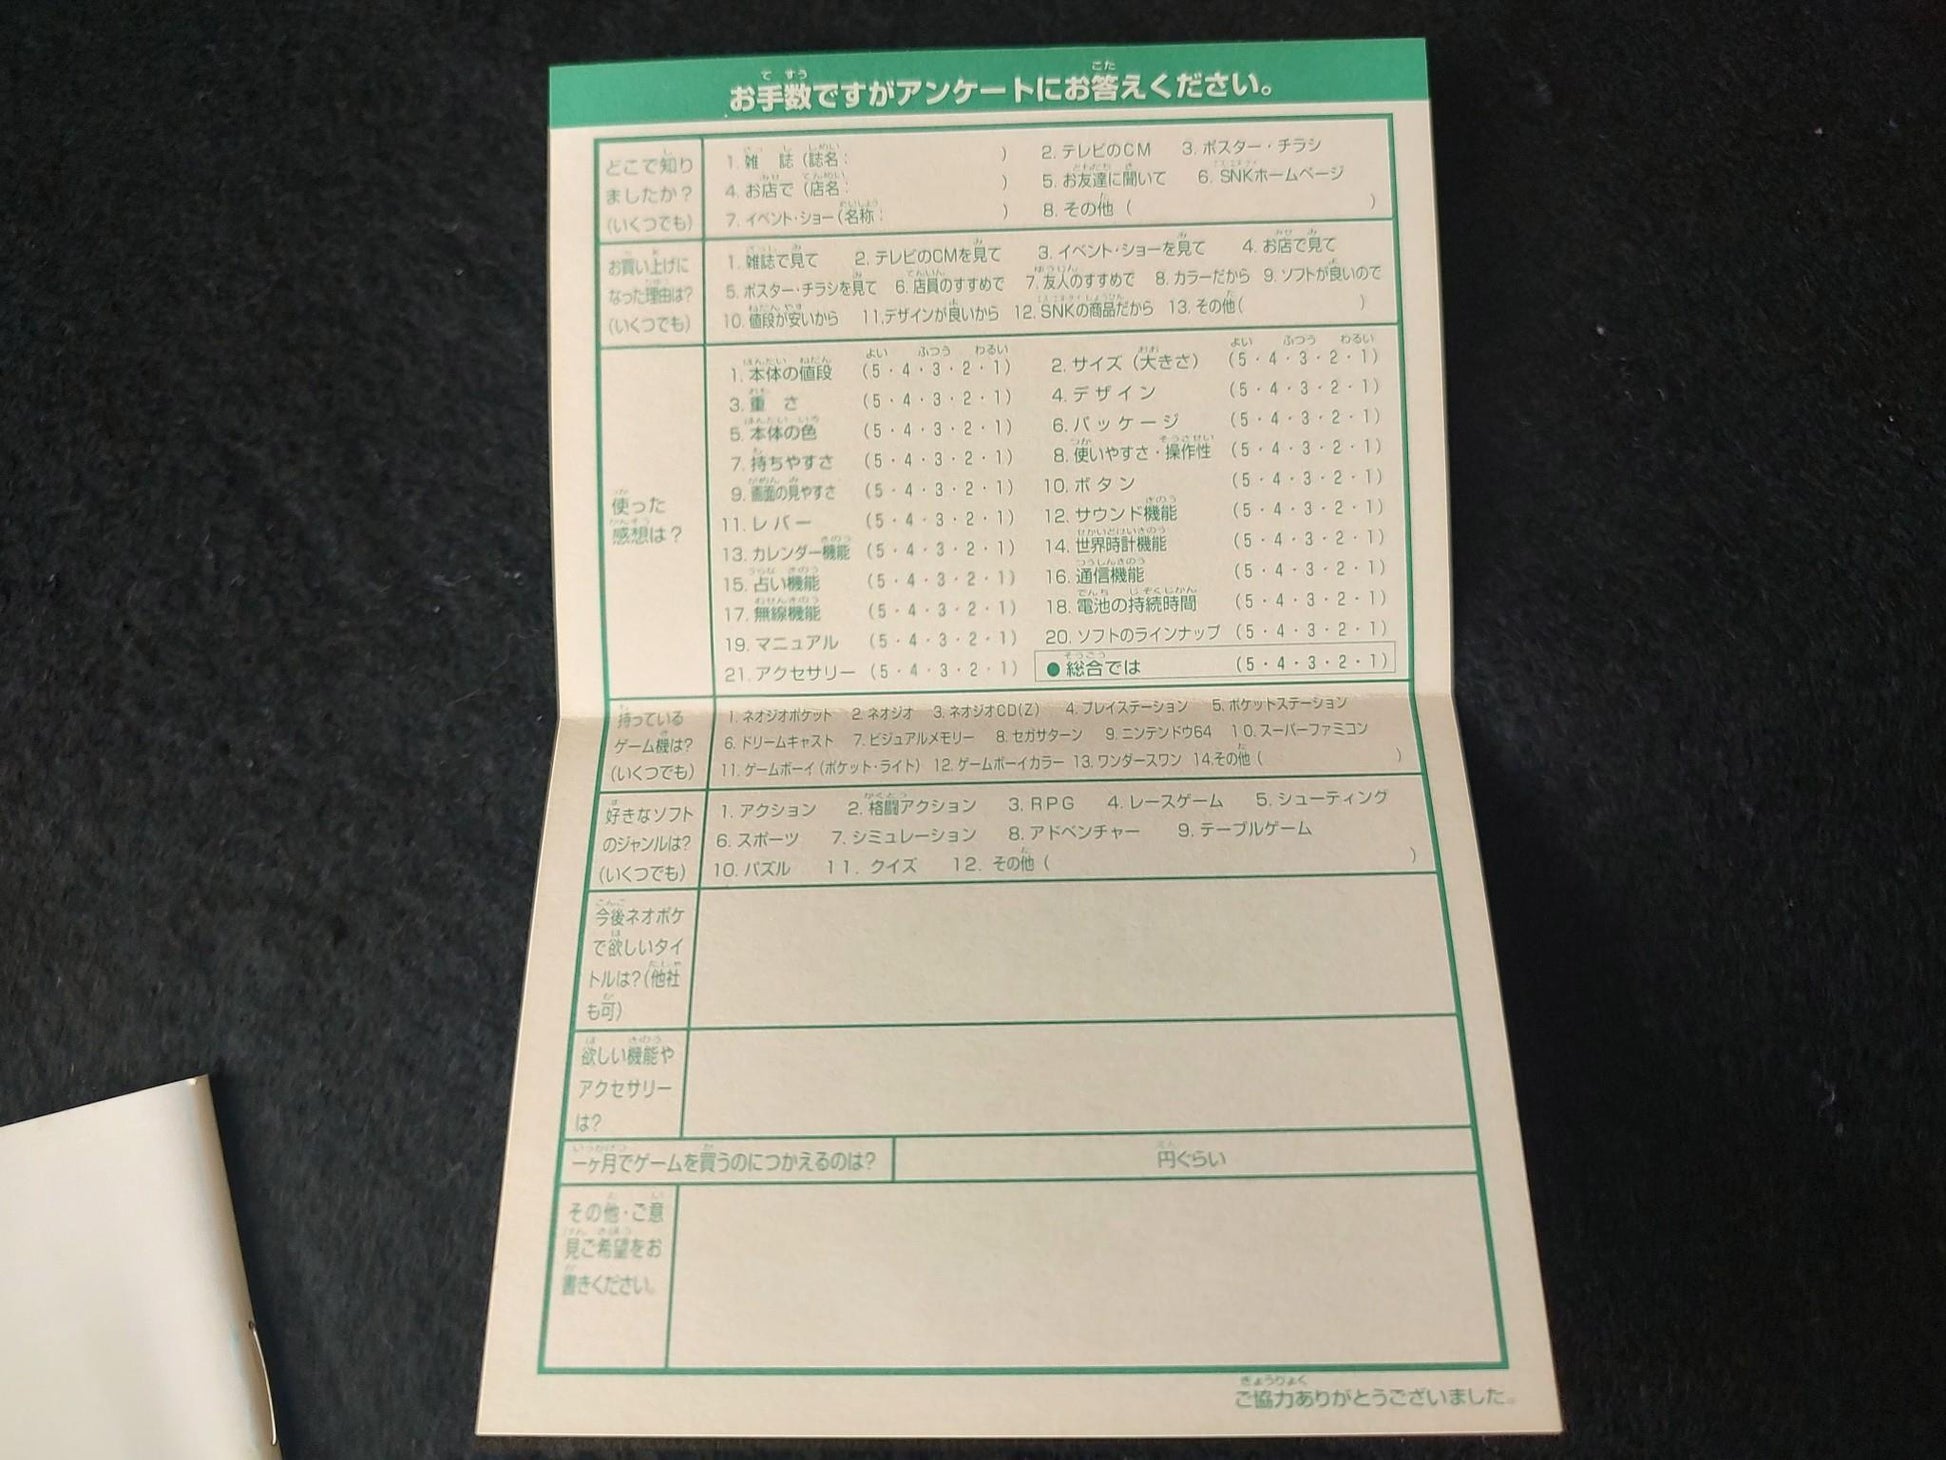 お手数ですがアンケートにお答えください。
どこで知り
ましたか?
(いくつでも)
1. 雑 誌 (誌名: ) 2. テレビのCM 3. ポスター・チラシ
4. お店で (店名: ) 5. お友達に聞いて 6. SNKホームページ
7. イベント・ショー(名称: ) 8. その他 ( )
お買い上げに
なった理由は?
(いくつでも)
1. 雑誌で見て 2. テレビのCMを見て 3. イベント・ショーを見て 4. お店で見て
5. ポスター・チラシを見て 6. 店員のすすめで 7. 友人のすすめで 8. カラーだから 9. ソフトが良いので
10. 値段が安いから 11.デザインが良いから 12. SNKの商品だから 13. その他( )
使った
感想は?
よい ふつう わるい よい ふつう わるい
1. 本体の値段 (5・4・3・2・1) 2. サイズ (大きさ) (5・4・3・2・1)
3. 重 さ (5・4・3・2・1) 4. デザイン (5・4・3・2・1)
5. 本体の色 (5・4・3・2・1) 6. パッケージ (5・4・3・2・1)
7. 持ちやすさ (5・4・3・2・1) 8. 使いやすさ・操作性 (5・4・3・2・1)
9. 画面の見やすさ (5・4・3・2・1) 10. ボタン (5・4・3・2・1)
11. レバー (5・4・3・2・1) 12. サウンド機能 (5・4・3・2・1)
13. カレンダー機能 (5・4・3・2・1) 14. 世界時計機能 (5・4・3・2・1)
15. 占い機能 (5・4・3・2・1) 16. 通信機能 (5・4・3・2・1)
17. 無線機能 (5・4・3・2・1) 18. 電池の持続時間 (5・4・3・2・1)
19. マニュアル (5・4・3・2・1) 20. ソフトのラインナップ (5・4・3・2・1)
21. アクセサリー (5・4・3・2・1) ●総合では (5・4・3・2・1)
持っている
ゲーム機は?
(いくつでも)
1. ネオジオポケット 2. ネオジオ 3. ネオジオCD(Z) 4. プレイステーション 5. ポケットステーション
6. ドリームキャスト 7. ビジュアルメモリー 8. セガサターン 9. ニンテンドウ64 10. スーパーファミコン
11. ゲームボーイ (ポケット・ライト) 12. ゲームボーイカラー 13. ワンダースワン 14.その他 ( )
好きなソフト
のジャンルは?
(いくつでも)
1. アクション 2. 格闘アクション 3. RPG 4. レースゲーム 5. シューティング
6. スポーツ 7. シミュレーション 8. アドベンチャー 9. テーブルゲーム
10. パズル 11. クイズ 12. その他 ( )
今後ネオポケ
で欲しいタイ
トルは?(他社
も可)
欲しい機能や
アクセサリー
は?
一ヶ月でゲームを買うのにつかえるのは? 円ぐらい
その他・ご意
見ご希望をお
書きください。
ご協力ありがとうございました。